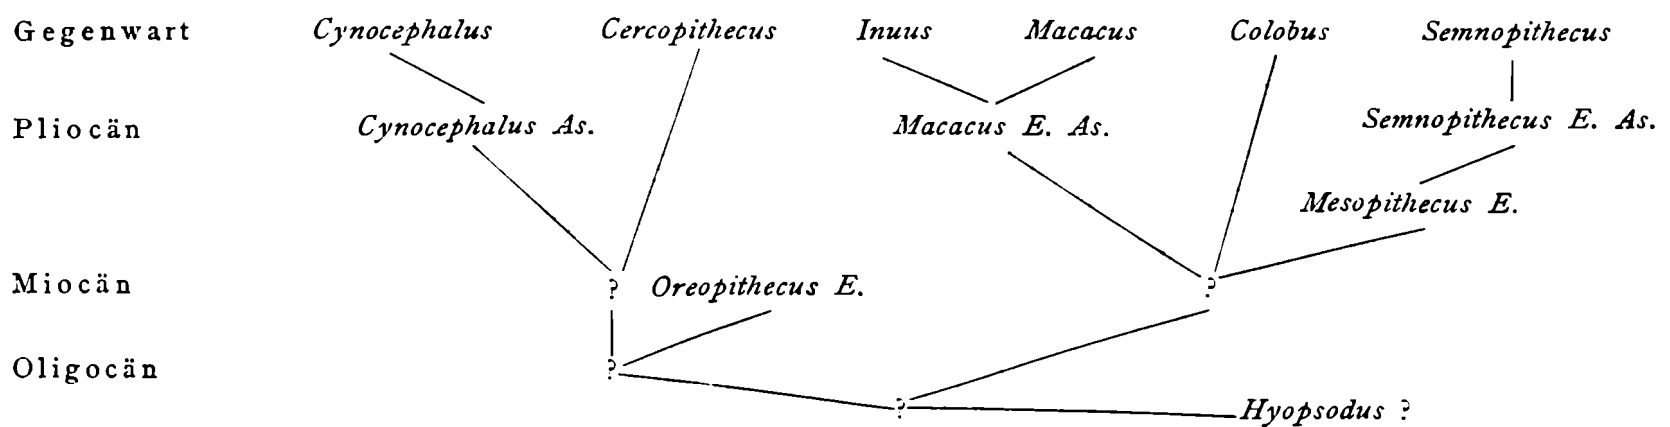 Gegenwart Cynocephalus Cercopithecus Inuus Macacus Colobus Semnopithecus
Pliocän Cynocephalus As. Macacus E. As. Semnopithecus E. As.
Mesopithecus E.
Miocän ? Oreopithecus E. ?
Oligocän ?
? Hyopsodus ?